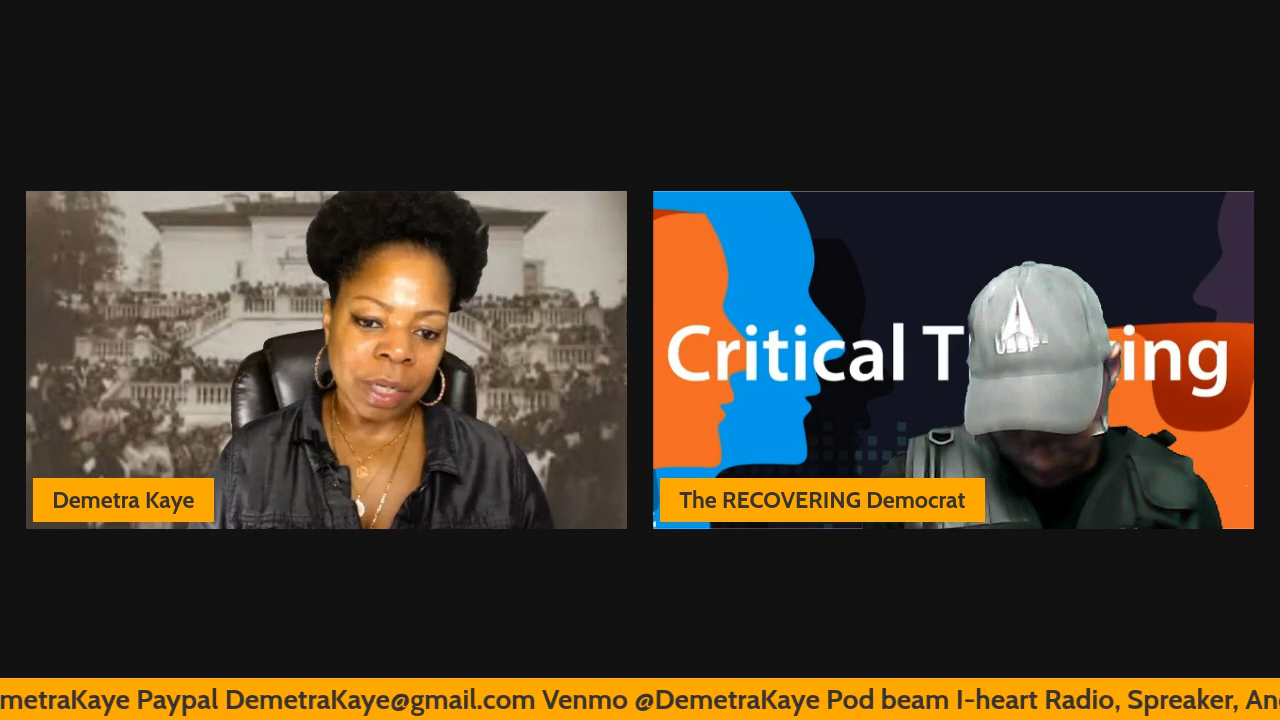 Critical T
ing
Demetra Kaye
The RECOVERING Democrat
metraKaye Paypal DemetraKaye@gmail.com Venmo @DemetraKaye Pod beam I-heart Radio, Spreaker, An